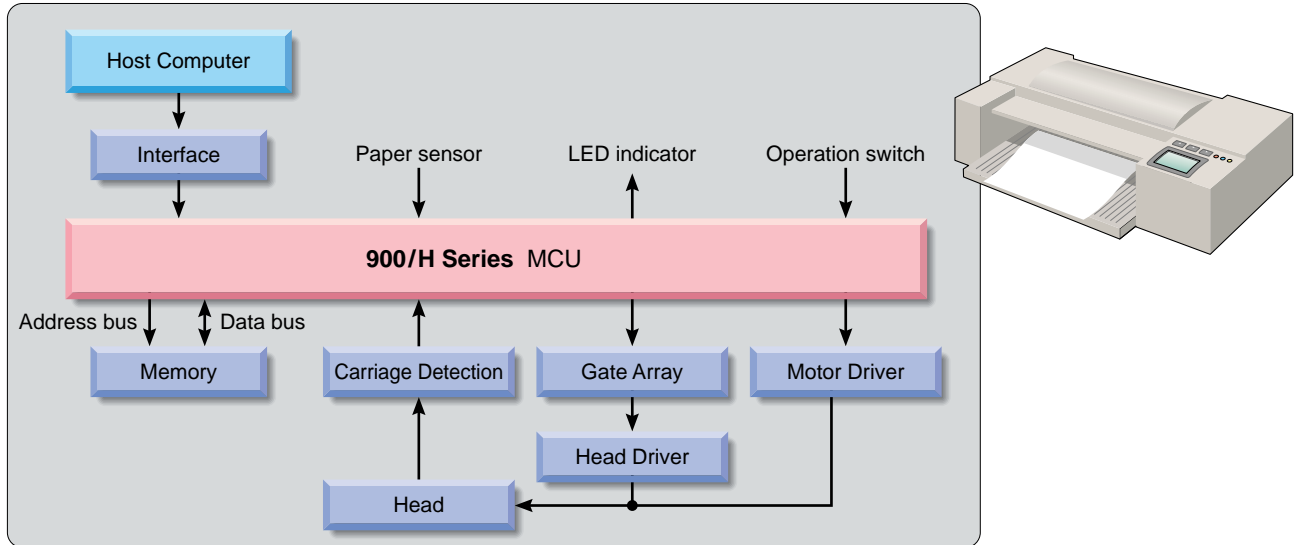 Host Computer
Interface
Paper sensor
LED indicator
Operation switch
900/H Series MCU
Address bus
Data bus
Memory
Carriage Detection
Gate Array
Motor Driver
Head Driver
Head